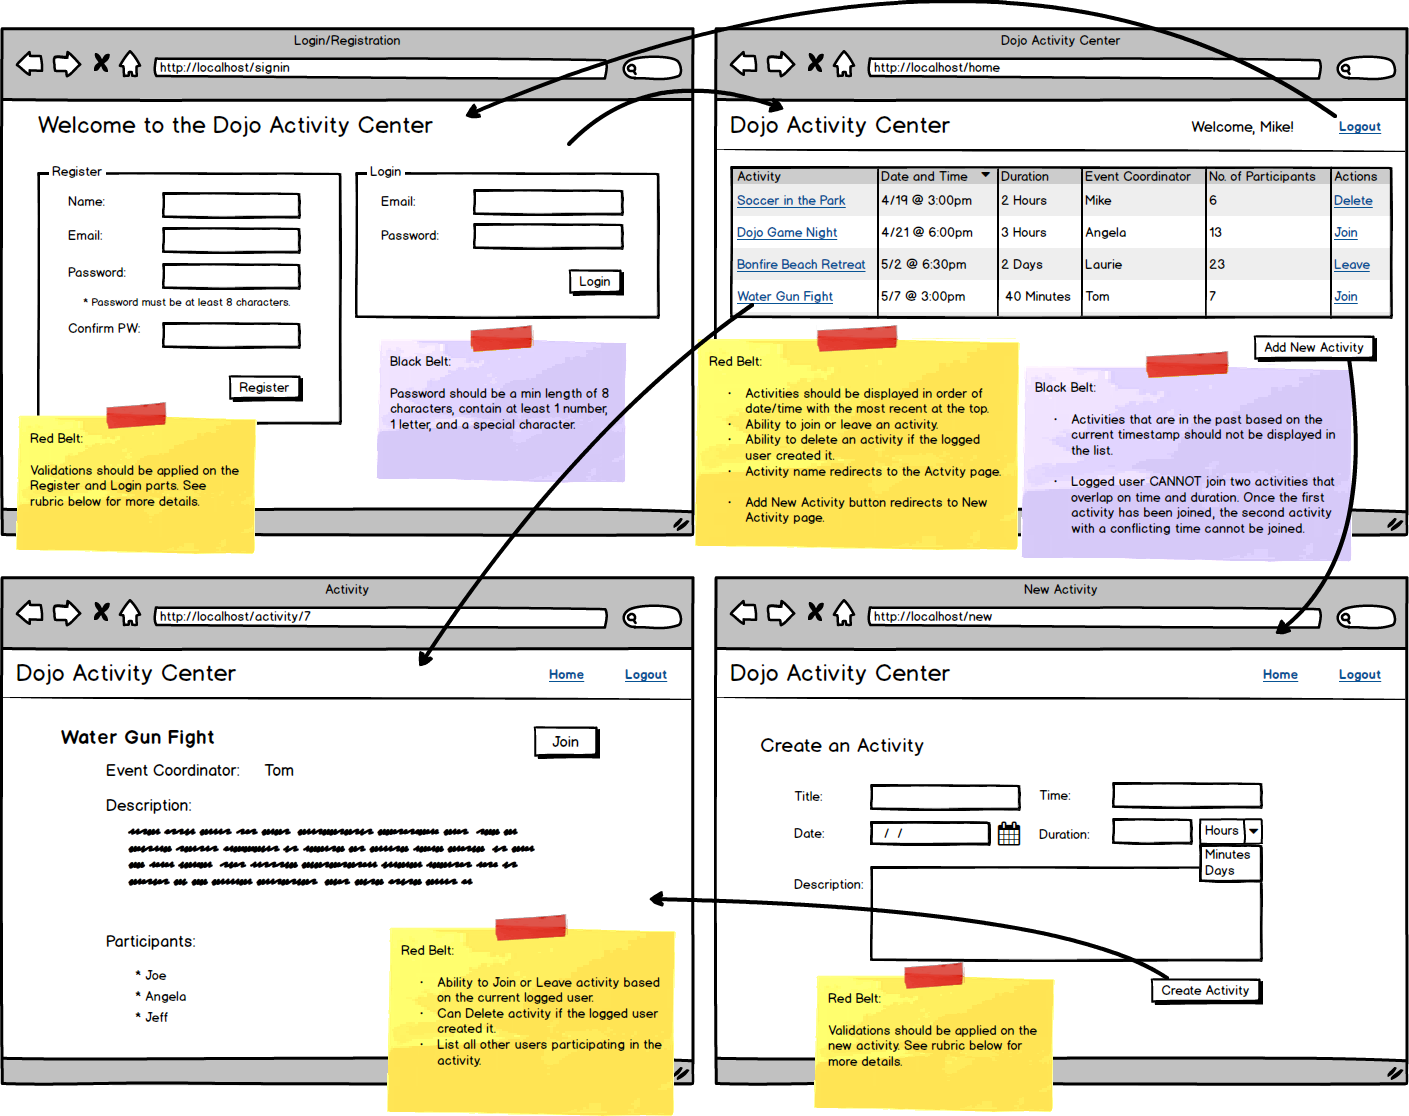 Login/Registration
http://localhost/signin
Welcome to the Dojo Activity Center
Register
Name:
Email:
Password:
* Password must be at least 8 characters.
Confirm PW:
Register
Login
Email:
Password:
Login
Red Belt:
Validations should be applied on the
Register and Login parts. See
rubric below for more details.
Black Belt:
Password should be a min length of 8
characters, contain at least 1 number,
1 letter, and a special character.
Dojo Activity Center
http://localhost/home
Dojo Activity Center
Welcome, Mike!
Logout
Activity Date and Time Duration Event Coordinator No. of Participants Actions
Soccer in the Park 4/19 @ 3:00pm 2 Hours Mike 6 Delete
Dojo Game Night 4/21 @ 6:00pm 3 Hours Angela 13 Join
Bonfire Beach Retreat 5/2 @ 6:30pm 2 Days Laurie 23 Leave
Water Gun Fight 5/7 @ 3:00pm 40 Minutes Tom 7 Join
Add New Activity
Red Belt:
· Activities should be displayed in order of
date/time with the most recent at the top.
· Ability to join or leave an activity.
· Ability to delete an activity if the logged
user created it.
· Activity name redirects to the Actvity page.
· Add New Activity button redirects to New
Activity page.
Black Belt:
· Activities that are in the past based on the
current timestamp should not be displayed in
the list.
· Logged user CANNOT join two activities that
overlap on time and duration. Once the first
activity has been joined, the second activity
with a conflicting time cannot be joined.
Activity
http://localhost/activity/7
Dojo Activity Center
Home
Logout
Water Gun Fight
Join
Event Coordinator: Tom
Description:
Participants:
* Joe
* Angela
* Jeff
Red Belt:
· Ability to Join or Leave activity based
on the current logged user.
· Can Delete activity if the logged user
created it.
· List all other users participating in the
activity.
New Activity
http://localhost/new
Dojo Activity Center
Home
Logout
Create an Activity
Title:
Time:
Date: / /
Duration:
Hours
Minutes
Days
Description:
Create Activity
Red Belt:
Validations should be applied on the
new activity. See rubric below for
more details.